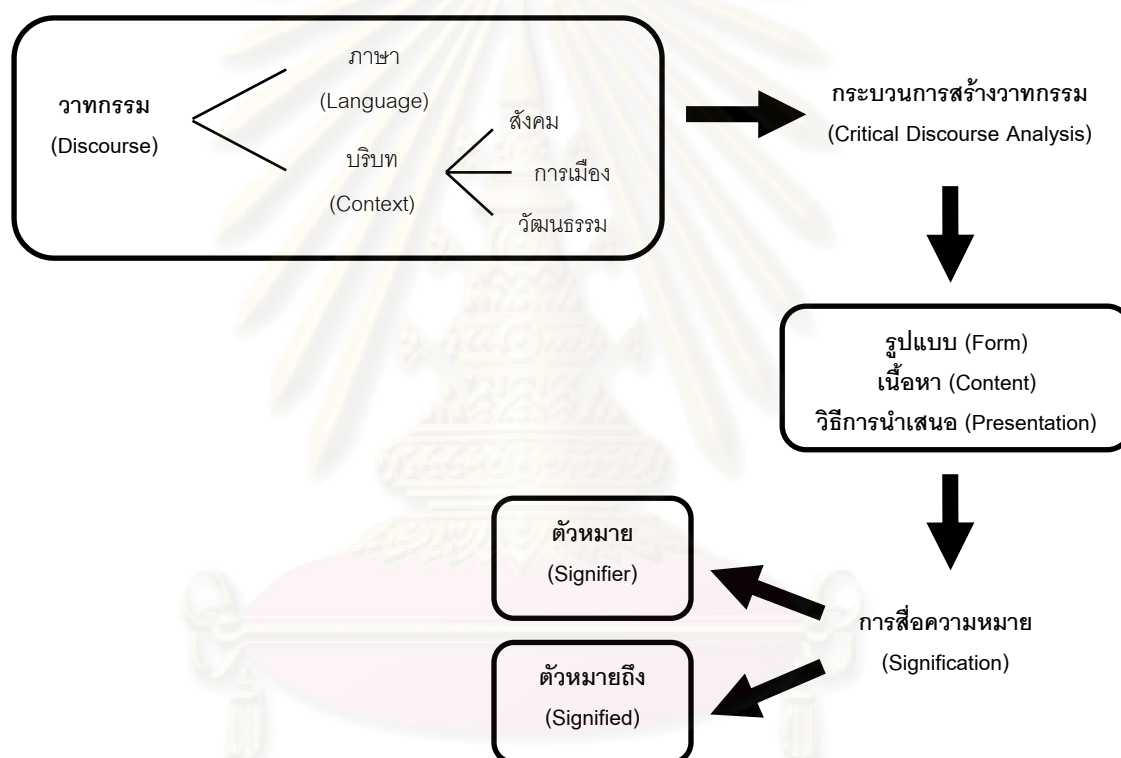 วาทกรรม
(Discourse)
ภาษา
(Language)
บริบท
(Context)
สังคม
การเมือง
วัฒนธรรม
กระบวนการสร้างวาทกรรม
(Critical Discourse Analysis)
รูปแบบ (Form)
เนื้อหา (Content)
วิธีการนำเสนอ (Presentation)
การสื่อความหมาย
(Signification)
ตัวหมาย
(Signifier)
ตัวหมายถึง
(Signified)